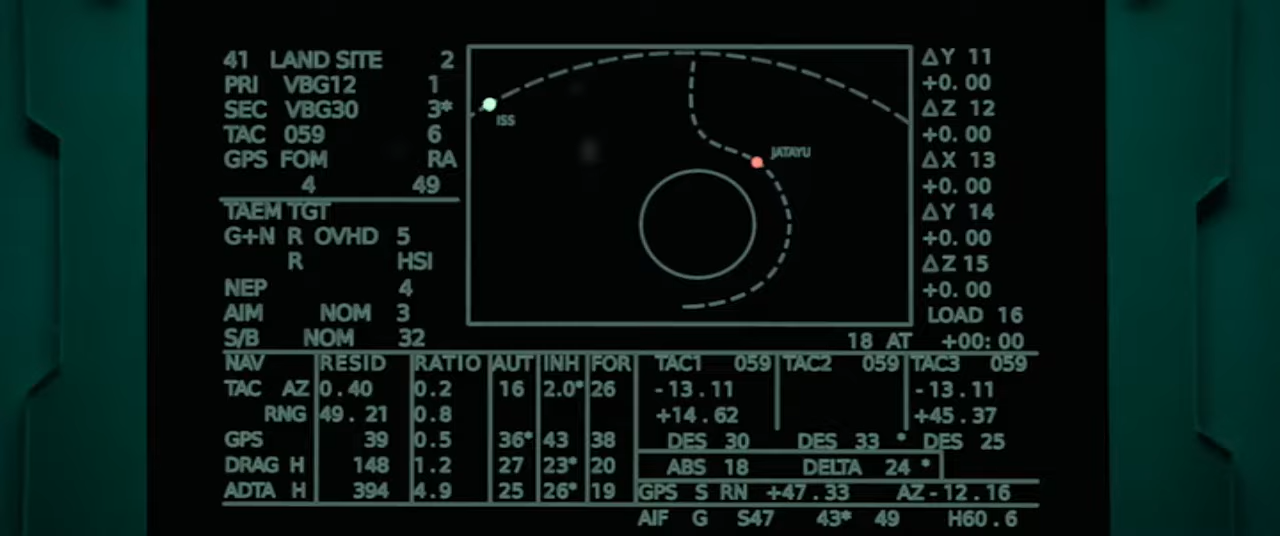 41 LAND SITE 2
PRI VBG12 1
SEC VBG30 3*
TAC 059 6
GPS FOM RA
4 49
TAEM TGT
G+N R OVHD 5
R HSI
NEP 4
AIM NOM 3
S/B NOM 32
ISS
JATAYU
ΔY 11
+0.00
ΔZ 12
+0.00
ΔX 13
+0.00
ΔY 14
+0.00
ΔZ 15
+0.00
LOAD 16
18 AT +00:00
NAV RESID RATIO AUT INH FOR TAC1 059 TAC2 059 TAC3 059
TAC AZ 0.40 0.2 16 2.0* 26 -13.11 -13.11
RNG 49.21 0.8 +14.62 +45.37
GPS 39 0.5 36* 43 38 DES 30 DES 33 * DES 25
DRAG H 148 1.2 27 23* 20 ABS 18 DELTA 24 *
ADTA H 394 4.9 25 26* 19 GPS S RN +47.33 AZ-12.16
AIF G S47 43* 49 H60.6